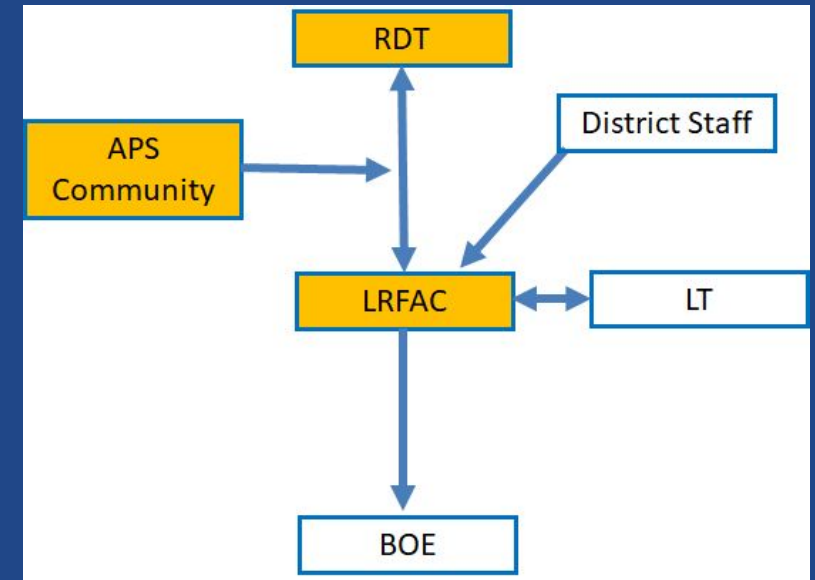 RDT
District Staff
APS
Community
LRFAC
LT
BOE